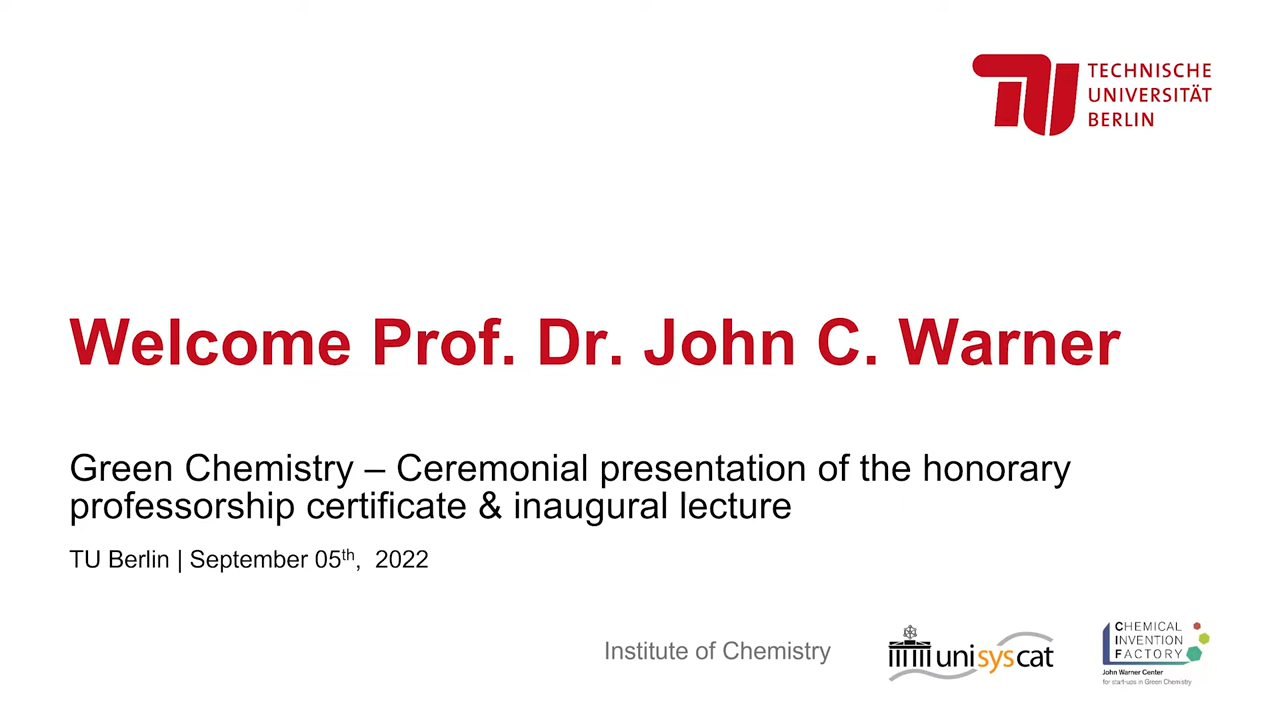 TECHNISCHE
UNIVERSITÄT
BERLIN
Welcome Prof. Dr. John C. Warner
Green Chemistry – Ceremonial presentation of the honorary
professorship certificate & inaugural lecture
TU Berlin | September 05th, 2022
Institute of Chemistry
unisyscat
CHEMICAL
INVENTION
FACTORY
John Warner Center
for start-ups in Green Chemistry